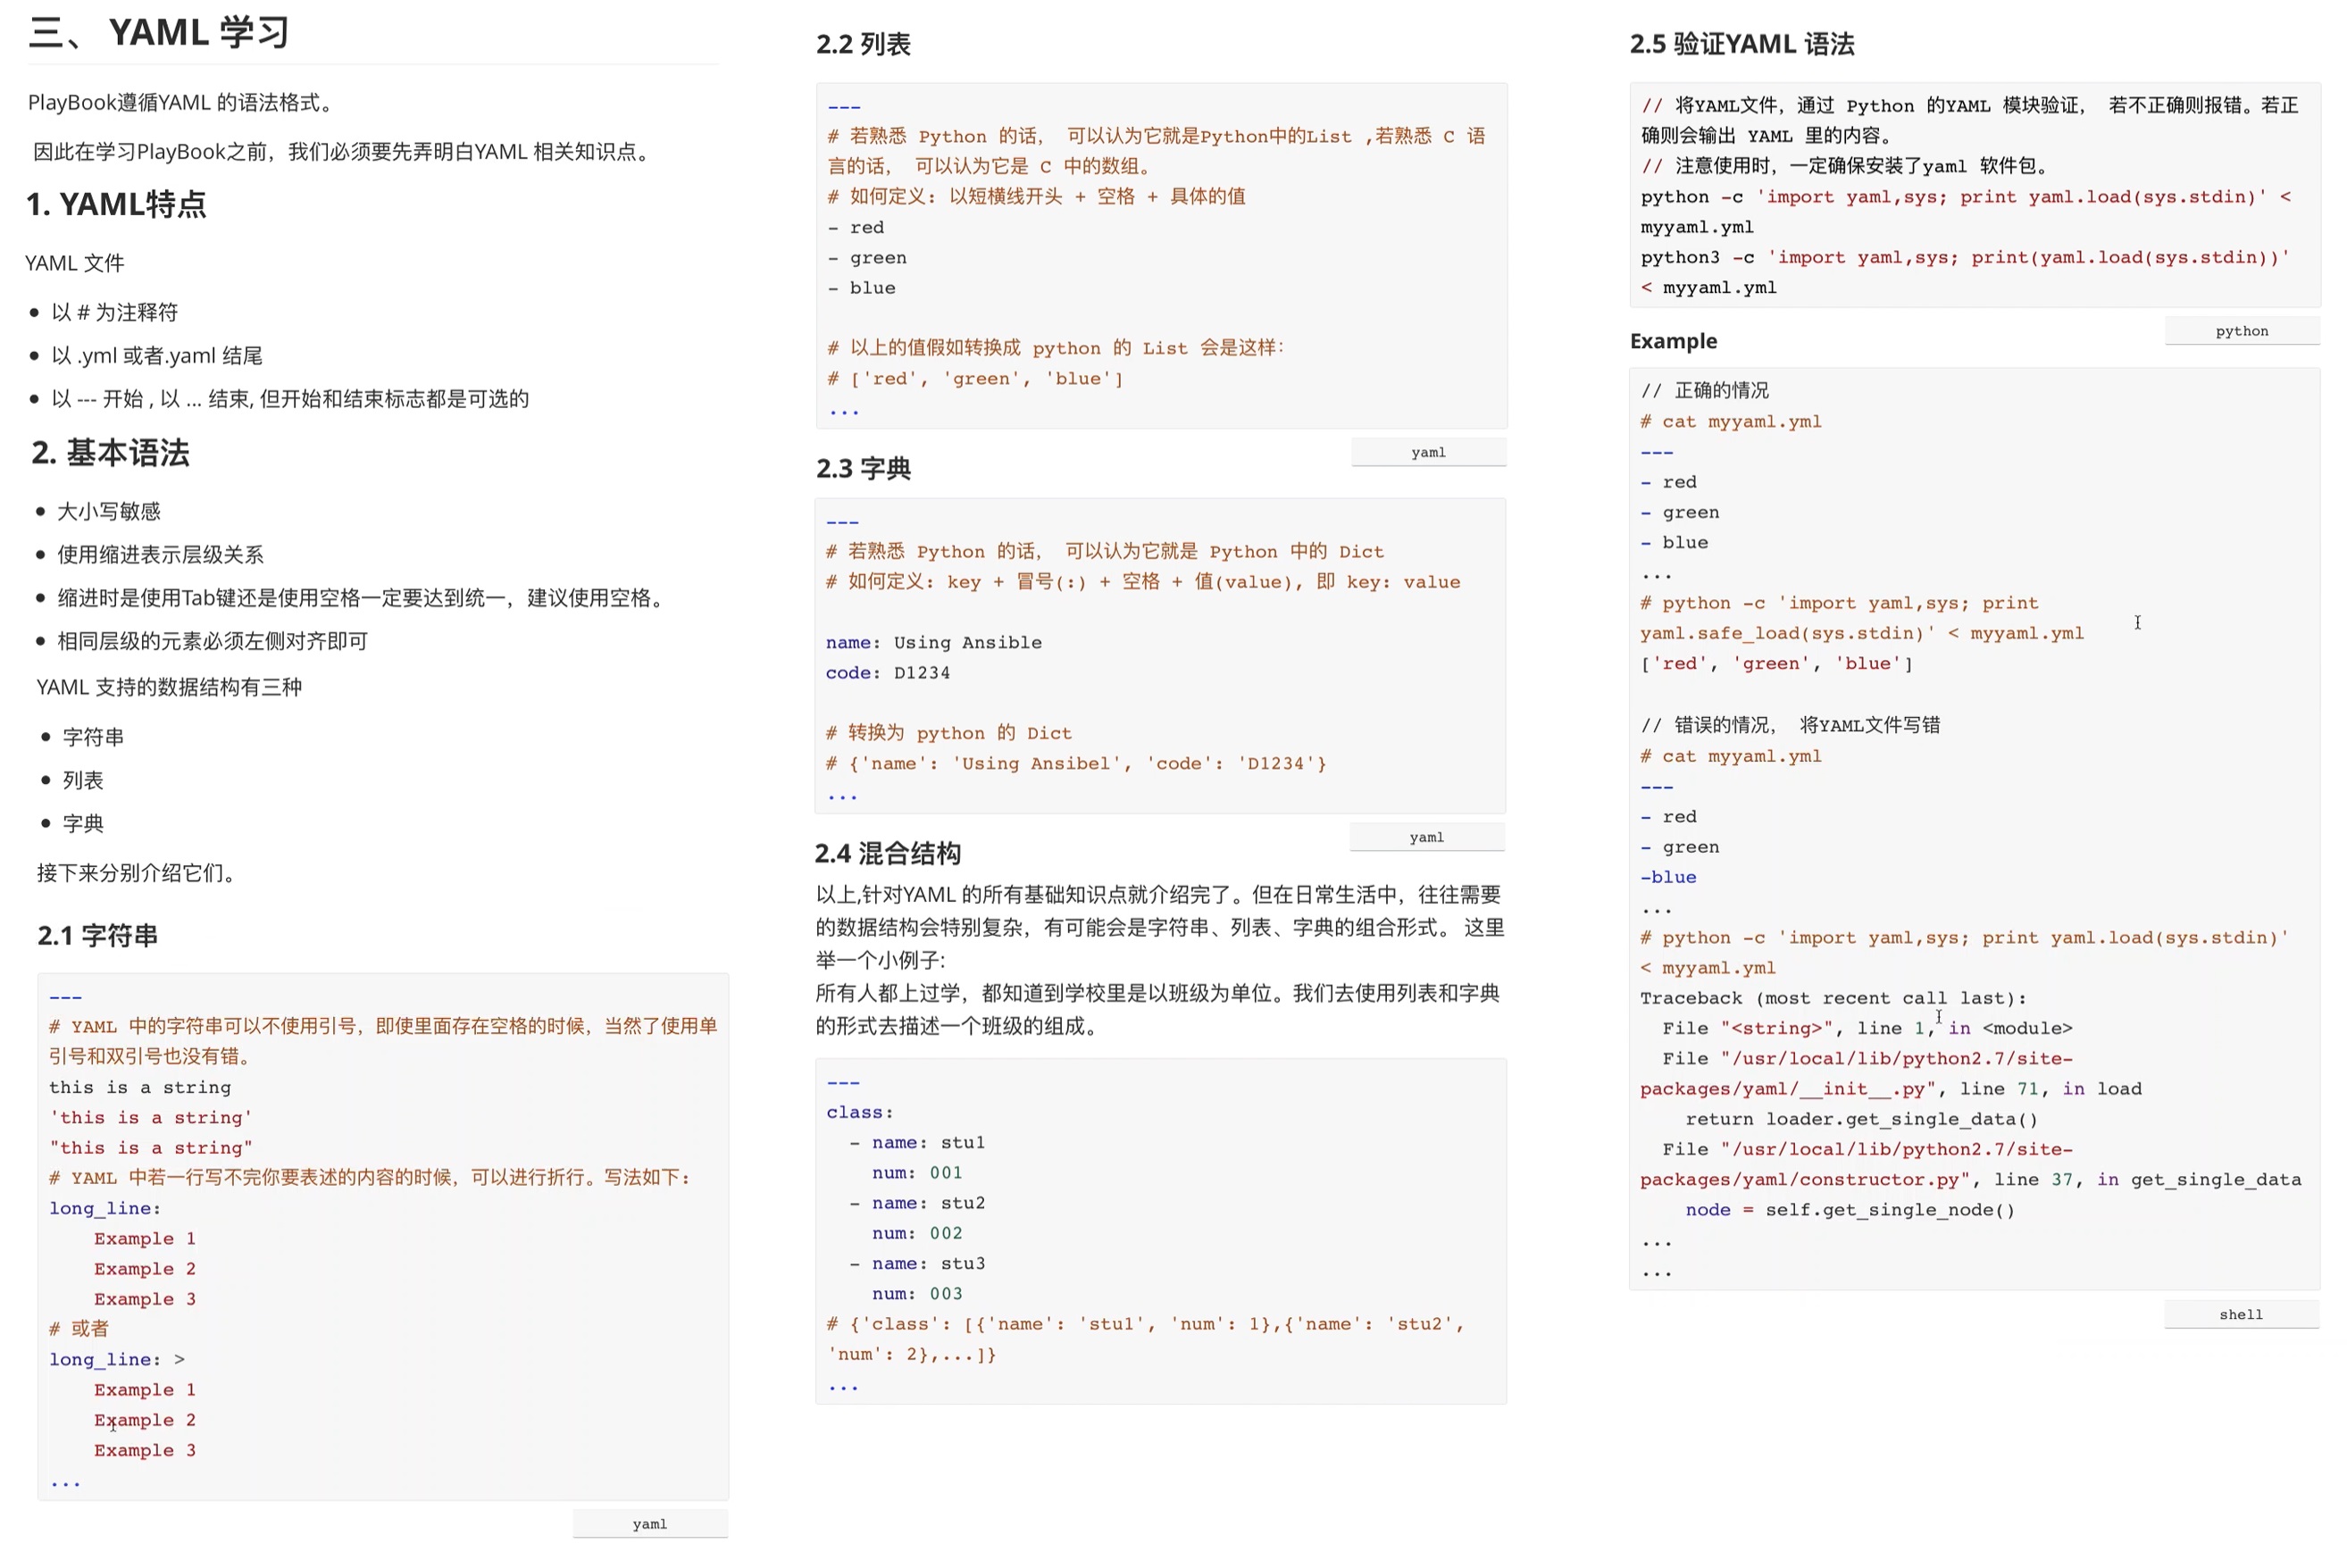 三、 YAML 学习
PlayBook遵循YAML 的语法格式。
因此在学习PlayBook之前，我们必须要先弄明白YAML 相关知识点。
1. YAML特点
YAML 文件
• 以 # 为注释符
• 以 .yml 或者.yaml 结尾
• 以 --- 开始 , 以 ... 结束, 但开始和结束标志都是可选的
2. 基本语法
• 大小写敏感
• 使用缩进表示层级关系
• 缩进时是使用Tab键还是使用空格一定要达到统一，建议使用空格。
• 相同层级的元素必须左侧对齐即可
YAML 支持的数据结构有三种
• 字符串
• 列表
• 字典
接下来分别介绍它们。
2.1 字符串
---
# YAML 中的字符串可以不使用引号，即使里面存在空格的时候，当然了使用单
引号和双引号也没有错。
this is a string
'this is a string'
"this is a string"
# YAML 中若一行写不完你要表述的内容的时候，可以进行折行。写法如下：
long_line:
    Example 1
    Example 2
    Example 3
# 或者
long_line: >
    Example 1
    Example 2
    Example 3
...
yaml
2.2 列表
---
# 若熟悉 Python 的话， 可以认为它就是Python中的List ,若熟悉 C 语
言的话， 可以认为它是 C 中的数组。
# 如何定义: 以短横线开头 + 空格 + 具体的值
- red
- green
- blue
# 以上的值假如转换成 python 的 List 会是这样：
# ['red', 'green', 'blue']
...
yaml
2.3 字典
---
# 若熟悉 Python 的话， 可以认为它就是 Python 中的 Dict
# 如何定义: key + 冒号(:) + 空格 + 值(value), 即 key: value
name: Using Ansible
code: D1234
# 转换为 python 的 Dict
# {'name': 'Using Ansibel', 'code': 'D1234'}
...
yaml
2.4 混合结构
以上,针对YAML 的所有基础知识点就介绍完了。但在日常生活中，往往需要
的数据结构会特别复杂，有可能会是字符串、列表、字典的组合形式。 这里
举一个小例子:
所有人都上过学，都知道到学校里是以班级为单位。我们去使用列表和字典
的形式去描述一个班级的组成。
---
class:
  - name: stu1
    num: 001
  - name: stu2
    num: 002
  - name: stu3
    num: 003
# {'class': [{'name': 'stu1', 'num': 1},{'name': 'stu2',
'num': 2},...]}
...
2.5 验证YAML 语法
// 将YAML文件，通过 Python 的YAML 模块验证， 若不正确则报错。若正
确则会输出 YAML 里的内容。
// 注意使用时，一定确保安装了yaml 软件包。
python -c 'import yaml,sys; print yaml.load(sys.stdin)' <
myyaml.yml
python3 -c 'import yaml,sys; print(yaml.load(sys.stdin))'
< myyaml.yml
python
Example
// 正确的情况
# cat myyaml.yml
---
- red
- green
- blue
...
# python -c 'import yaml,sys; print
yaml.safe_load(sys.stdin)' < myyaml.yml
['red', 'green', 'blue']
// 错误的情况， 将YAML文件写错
# cat myyaml.yml
---
- red
- green
-blue
...
# python -c 'import yaml,sys; print yaml.load(sys.stdin)'
< myyaml.yml
Traceback (most recent call last):
  File "<string>", line 1, in <module>
  File "/usr/local/lib/python2.7/site-
packages/yaml/__init__.py", line 71, in load
    return loader.get_single_data()
  File "/usr/local/lib/python2.7/site-
packages/yaml/constructor.py", line 37, in get_single_data
    node = self.get_single_node()
...
...
shell